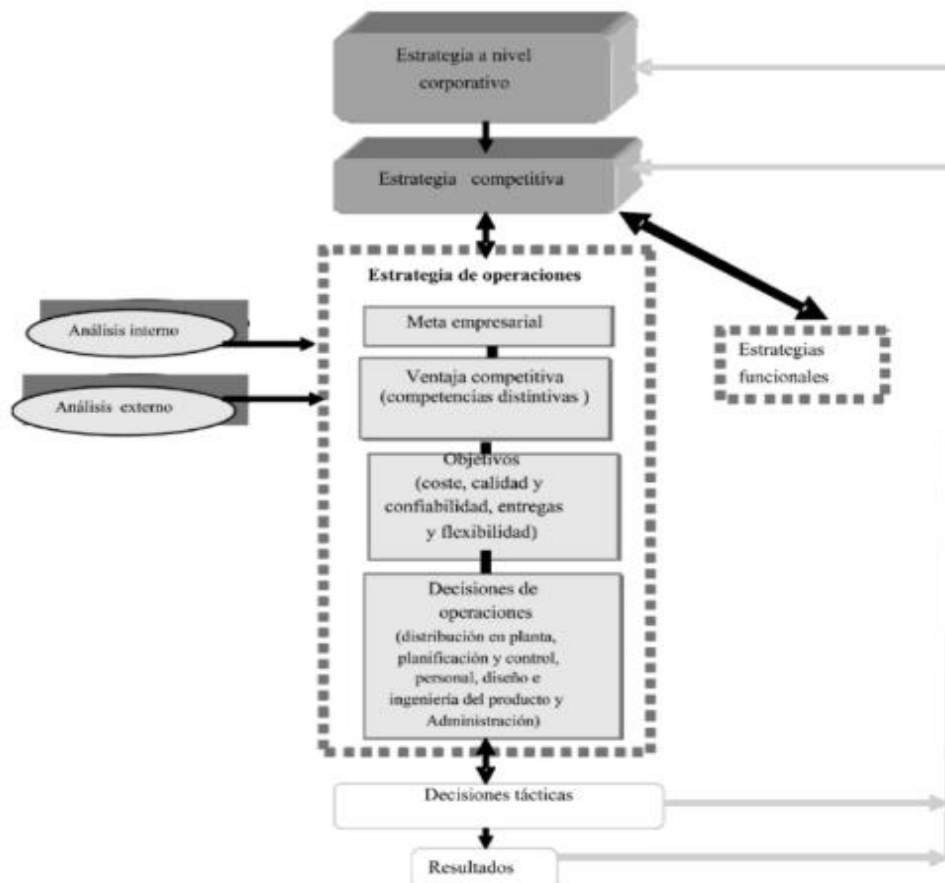 Estrategia a nivel
corporativo
Estrategia competitiva
Estrategia de operaciones
Meta empresarial
Análisis interno
Ventaja competitiva
(competencias distintivas )
Estrategias
funcionales
Análisis externo
Objetivos
(coste, calidad y
confiabilidad, entregas
y flexibilidad)
Decisiones de
operaciones
(distribución en planta,
planificación y control,
personal, diseño e
ingeniería del producto y
Administración)
Decisiones tácticas
Resultados